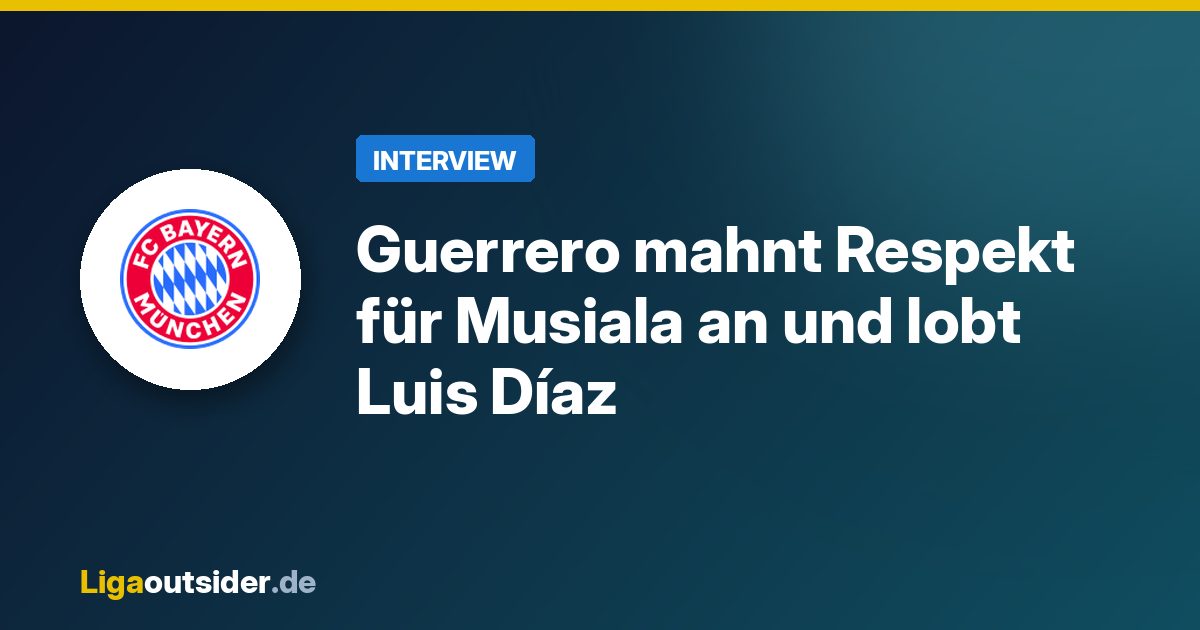 FC BAYERN
MÜNCHEN
INTERVIEW
Guerrero mahnt Respekt
für Musiala an und lobt
Luis Díaz
Ligaoutsider.de